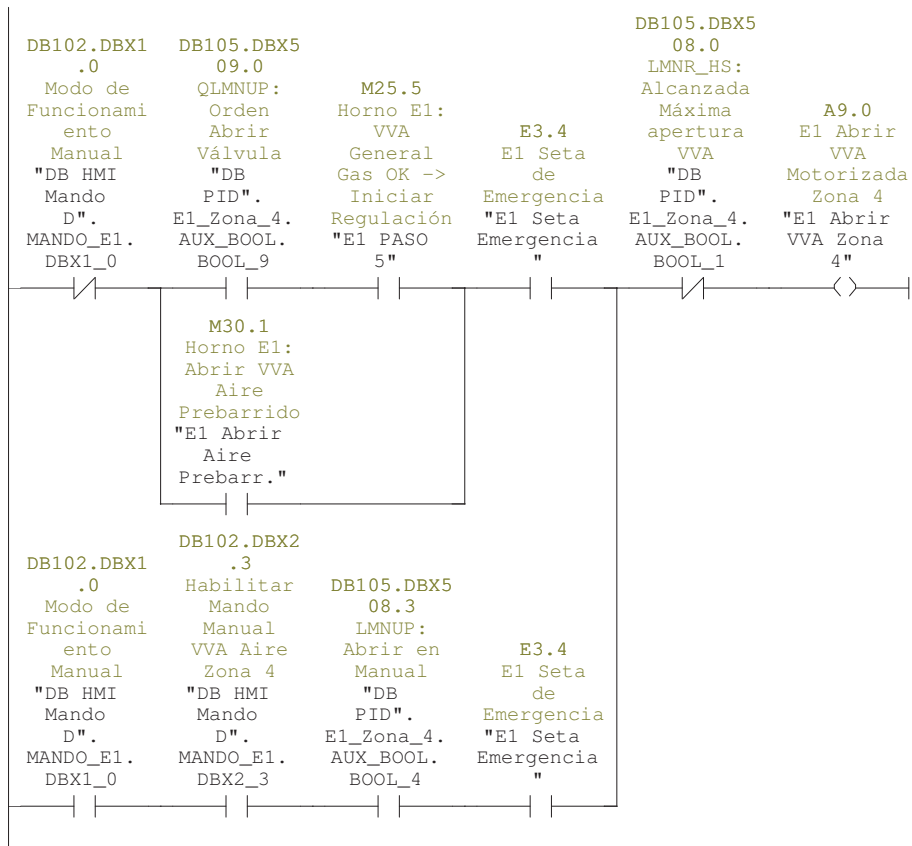 DB102.DBX1
.0
Modo de
Funcionami
ento
Manual
"DB HMI
Mando
D".
MANDO_E1.
DBX1_0
DB105.DBX5
09.0
QLMNUP:
Orden
Abrir
Válvula
"DB
PID".
E1_Zona_4.
AUX_BOOL.
BOOL_9
M25.5
Horno E1:
VVA
General
Gas OK ->
Iniciar
Regulación
"E1 PASO
5"
E3.4
E1 Seta
de
Emergencia
"E1 Seta
Emergencia
"
DB105.DBX5
08.0
LMNR_HS:
Alcanzada
Máxima
apertura
VVA
"DB
PID".
E1_Zona_4.
AUX_BOOL.
BOOL_1
A9.0
E1 Abrir
VVA
Motorizada
Zona 4
"E1 Abrir
VVA Zona
4"
M30.1
Horno E1:
Abrir VVA
Aire
Prebarrido
"E1 Abrir
Aire
Prebarr."
DB102.DBX1
.0
Modo de
Funcionami
ento
Manual
"DB HMI
Mando
D".
MANDO_E1.
DBX1_0
DB102.DBX2
.3
Habilitar
Mando
Manual
VVA Aire
Zona 4
"DB HMI
Mando
D".
MANDO_E1.
DBX2_3
DB105.DBX5
08.3
LMNUP:
Abrir en
Manual
"DB
PID".
E1_Zona_4.
AUX_BOOL.
BOOL_4
E3.4
E1 Seta
de
Emergencia
"E1 Seta
Emergencia
"